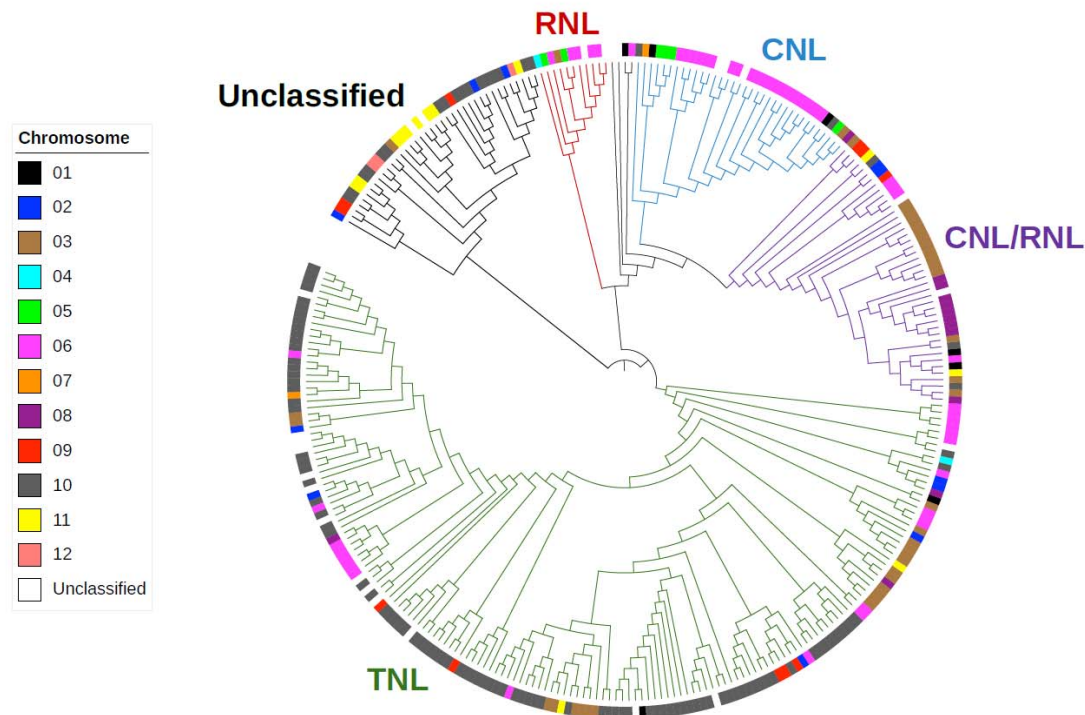 RNL
CNL
Unclassified
Chromosome
01
02
03
04
05
06
07
08
09
10
11
12
Unclassified
CNL/RNL
TNL